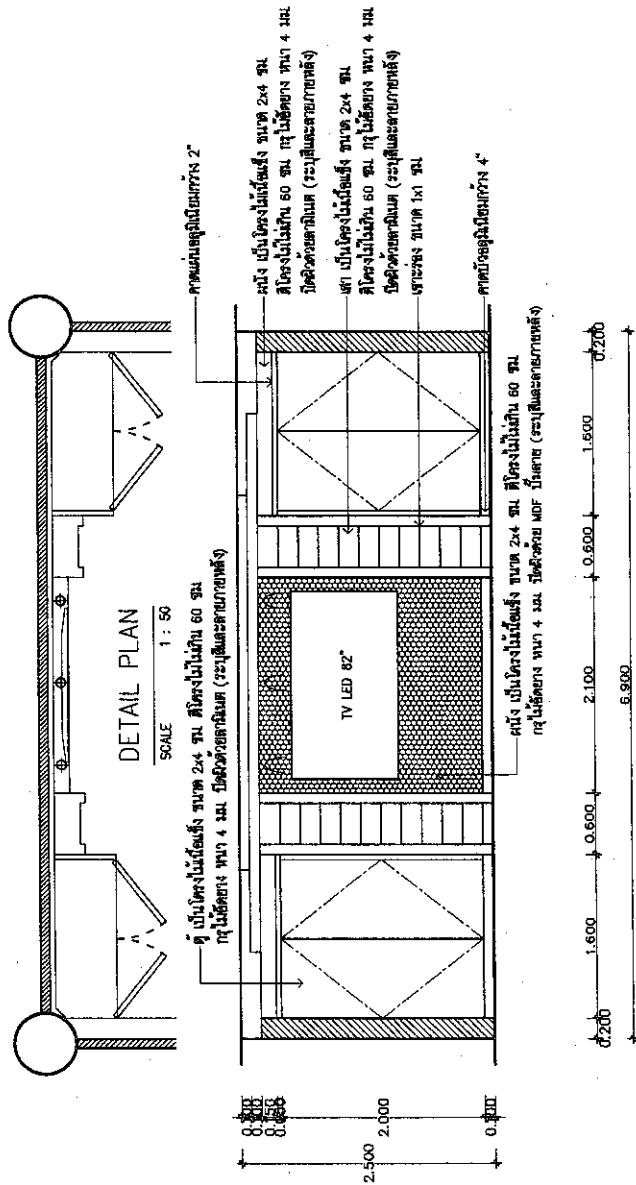 DETAIL PLAN
SCALE 1 : 50
ตู้ เป็นโครงไม้เนื้อแข็ง ขนาด 2x4 ซม. ตีโครงไม้ไม่เกิน 60 ซม.
กรุไม้อัดยาง หนา 4 มม. ปิดผิวด้วยลามิเนต (ระบุสีและลายภายหลัง)
คาดแผ่นอลูมิเนียมกว้าง 2"
ผนัง เป็นโครงไม้เนื้อแข็ง ขนาด 2x4 ซม.
ตีโครงไม้ไม่เกิน 60 ซม. กรุไม้อัดยาง หนา 4 มม.
ปิดผิวด้วยลามิเนต (ระบุสีและลายภายหลัง)
เสา เป็นโครงไม้เนื้อแข็ง ขนาด 2x4 ซม.
ตีโครงไม้ไม่เกิน 60 ซม. กรุไม้อัดยาง หนา 4 มม.
ปิดผิวด้วยลามิเนต (ระบุสีและลายภายหลัง)
เซาะร่อง ขนาด 1x1 ซม.
คาดบัวอลูมิเนียมกว้าง 4"
TV LED 82"
ผนัง เป็นโครงไม้เนื้อแข็ง ขนาด 2x4 ซม. ตีโครงไม้ไม่เกิน 60 ซม.
กรุไม้อัดยาง หนา 4 มม. ปิดผิวด้วย MDF ปั๊มลาย (ระบุสีและลายภายหลัง)
2.000
2.500
0.200 1.600 0.600 2.100 0.600 1.600 0.200
6.900